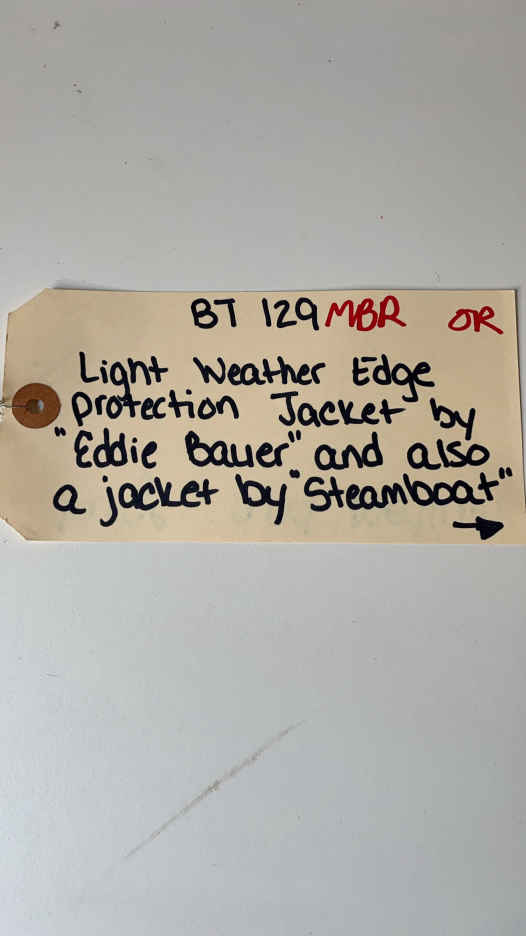 BT 129 MBR OR
Light Weather Edge
Protection Jacket by
"Eddie Bauer" and also
a jacket by "Steamboat"
→